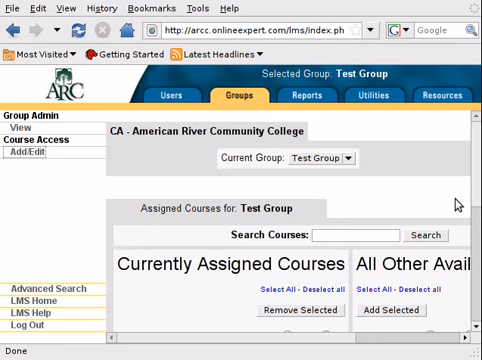 File Edit View History Bookmarks Tools Help
http://arcc.onlineexpert.com/lms/index.ph
G Google
Most Visited Getting Started Latest Headlines
ARC
Selected Group: Test Group
Users Groups Reports Utilities Resources
Group Admin
View
Course Access
Add/Edit
CA - American River Community College
Current Group: Test Group
Assigned Courses for: Test Group
Search Courses: Search
Currently Assigned Courses
Select All - Deselect all
Remove Selected
All Other Avail
Select All - Deselect all
Add Selected
Advanced Search
LMS Home
LMS Help
Log Out
Done